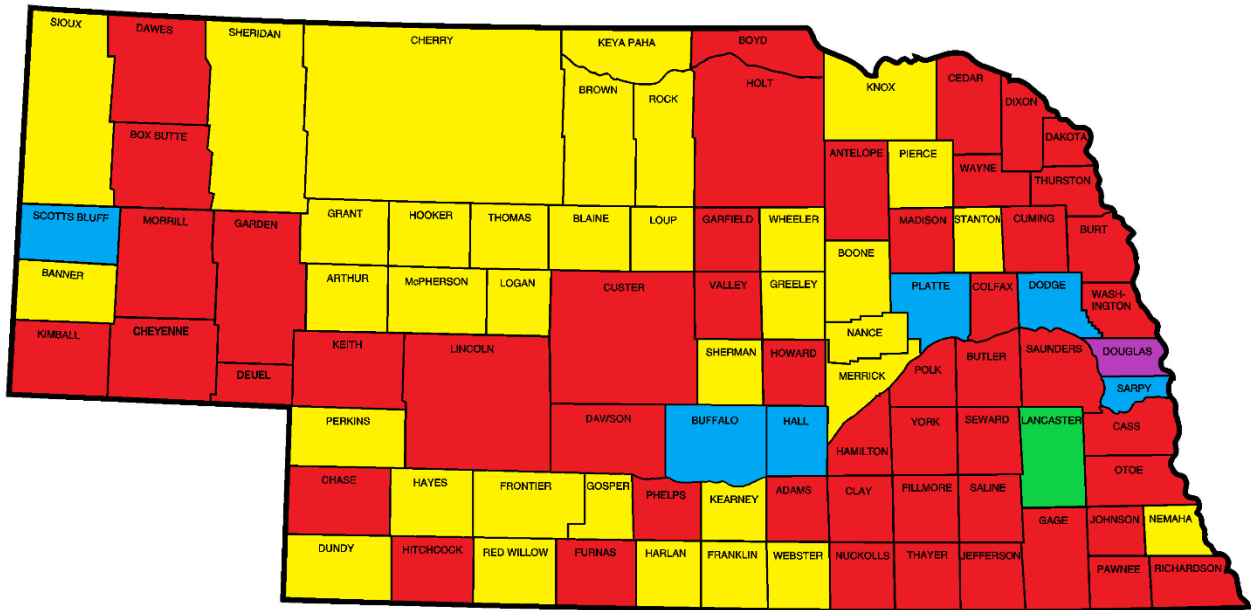 SIOUX
DAWES
SHERIDAN
CHERRY
KEYA PAHA
BOYD
HOLT
BROWN
ROCK
KNOX
CEDAR
DIXON
DAKOTA
BOX BUTTE
ANTELOPE
PIERCE
WAYNE
THURSTON
SCOTTS BLUFF
MORRILL
GARDEN
GRANT
HOOKER
THOMAS
BLAINE
LOUP
GARFIELD
WHEELER
MADISON
STANTON
CUMING
BURT
BOONE
BANNER
ARTHUR
McPHERSON
LOGAN
CUSTER
VALLEY
GREELEY
PLATTE
COLFAX
DODGE
WASH-
INGTON
KIMBALL
CHEYENNE
KEITH
LINCOLN
DEUEL
SHERMAN
HOWARD
NANCE
MERRICK
POLK
BUTLER
SAUNDERS
DOUGLAS
SARPY
PERKINS
DAWSON
BUFFALO
HALL
HAMILTON
YORK
SEWARD
LANCASTER
CASS
OTOE
CHASE
HAYES
FRONTIER
GOSPER
PHELPS
KEARNEY
ADAMS
CLAY
FILLMORE
SALINE
GAGE
JOHNSON
NEMAHA
DUNDY
HITCHCOCK
RED WILLOW
FURNAS
HARLAN
FRANKLIN
WEBSTER
NUCKOLLS
THAYER
JEFFERSON
PAWNEE
RICHARDSON